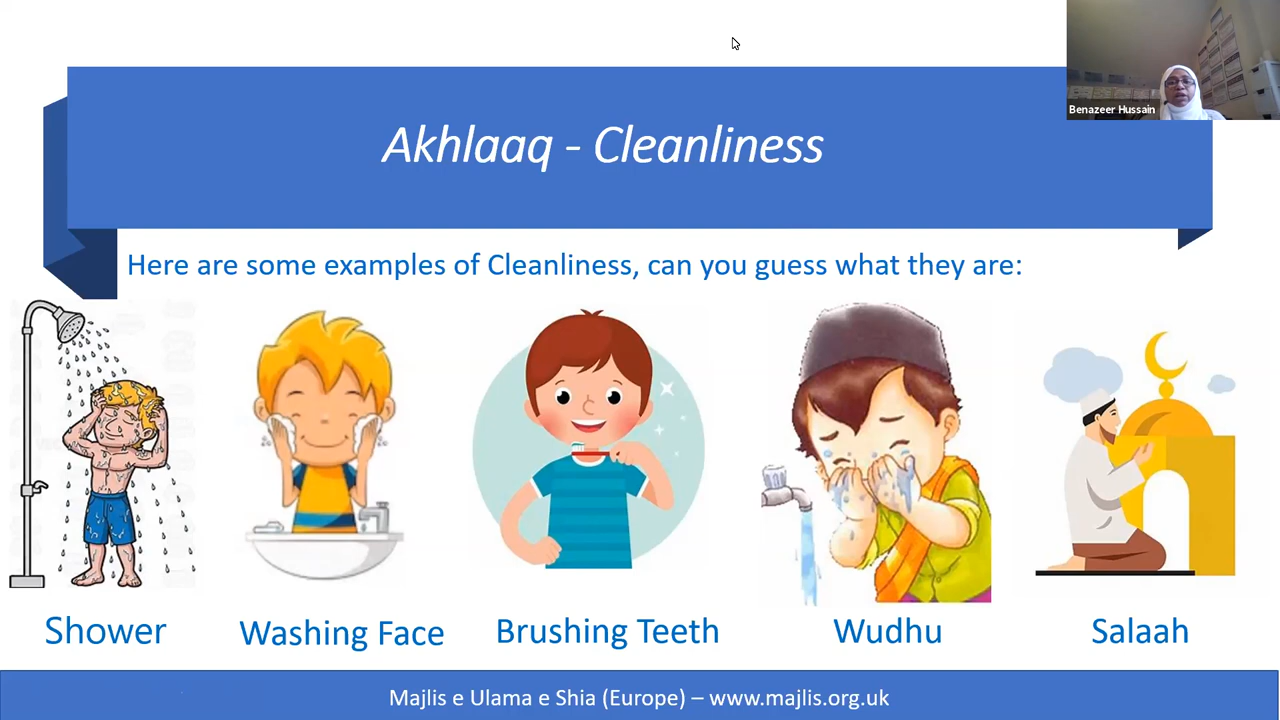 Benazeer Hussain
Akhlaaq - Cleanliness
Here are some examples of Cleanliness, can you guess what they are:
Shower
Washing Face
Brushing Teeth
Wudhu
Salaah
Majlis e Ulama e Shia (Europe) – www.majlis.org.uk